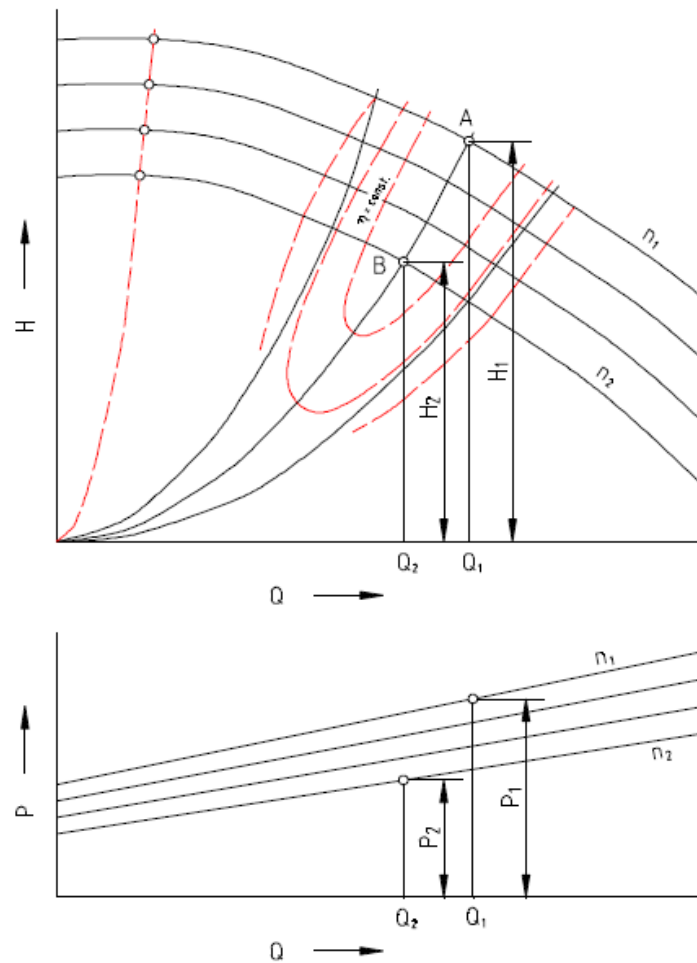 A
η = const.
n₁
B
H
H₁
n₂
H₂
Q₂
Q₁
Q
n₁
n₂
P
P₁
P₂
Q₂
Q₁
Q